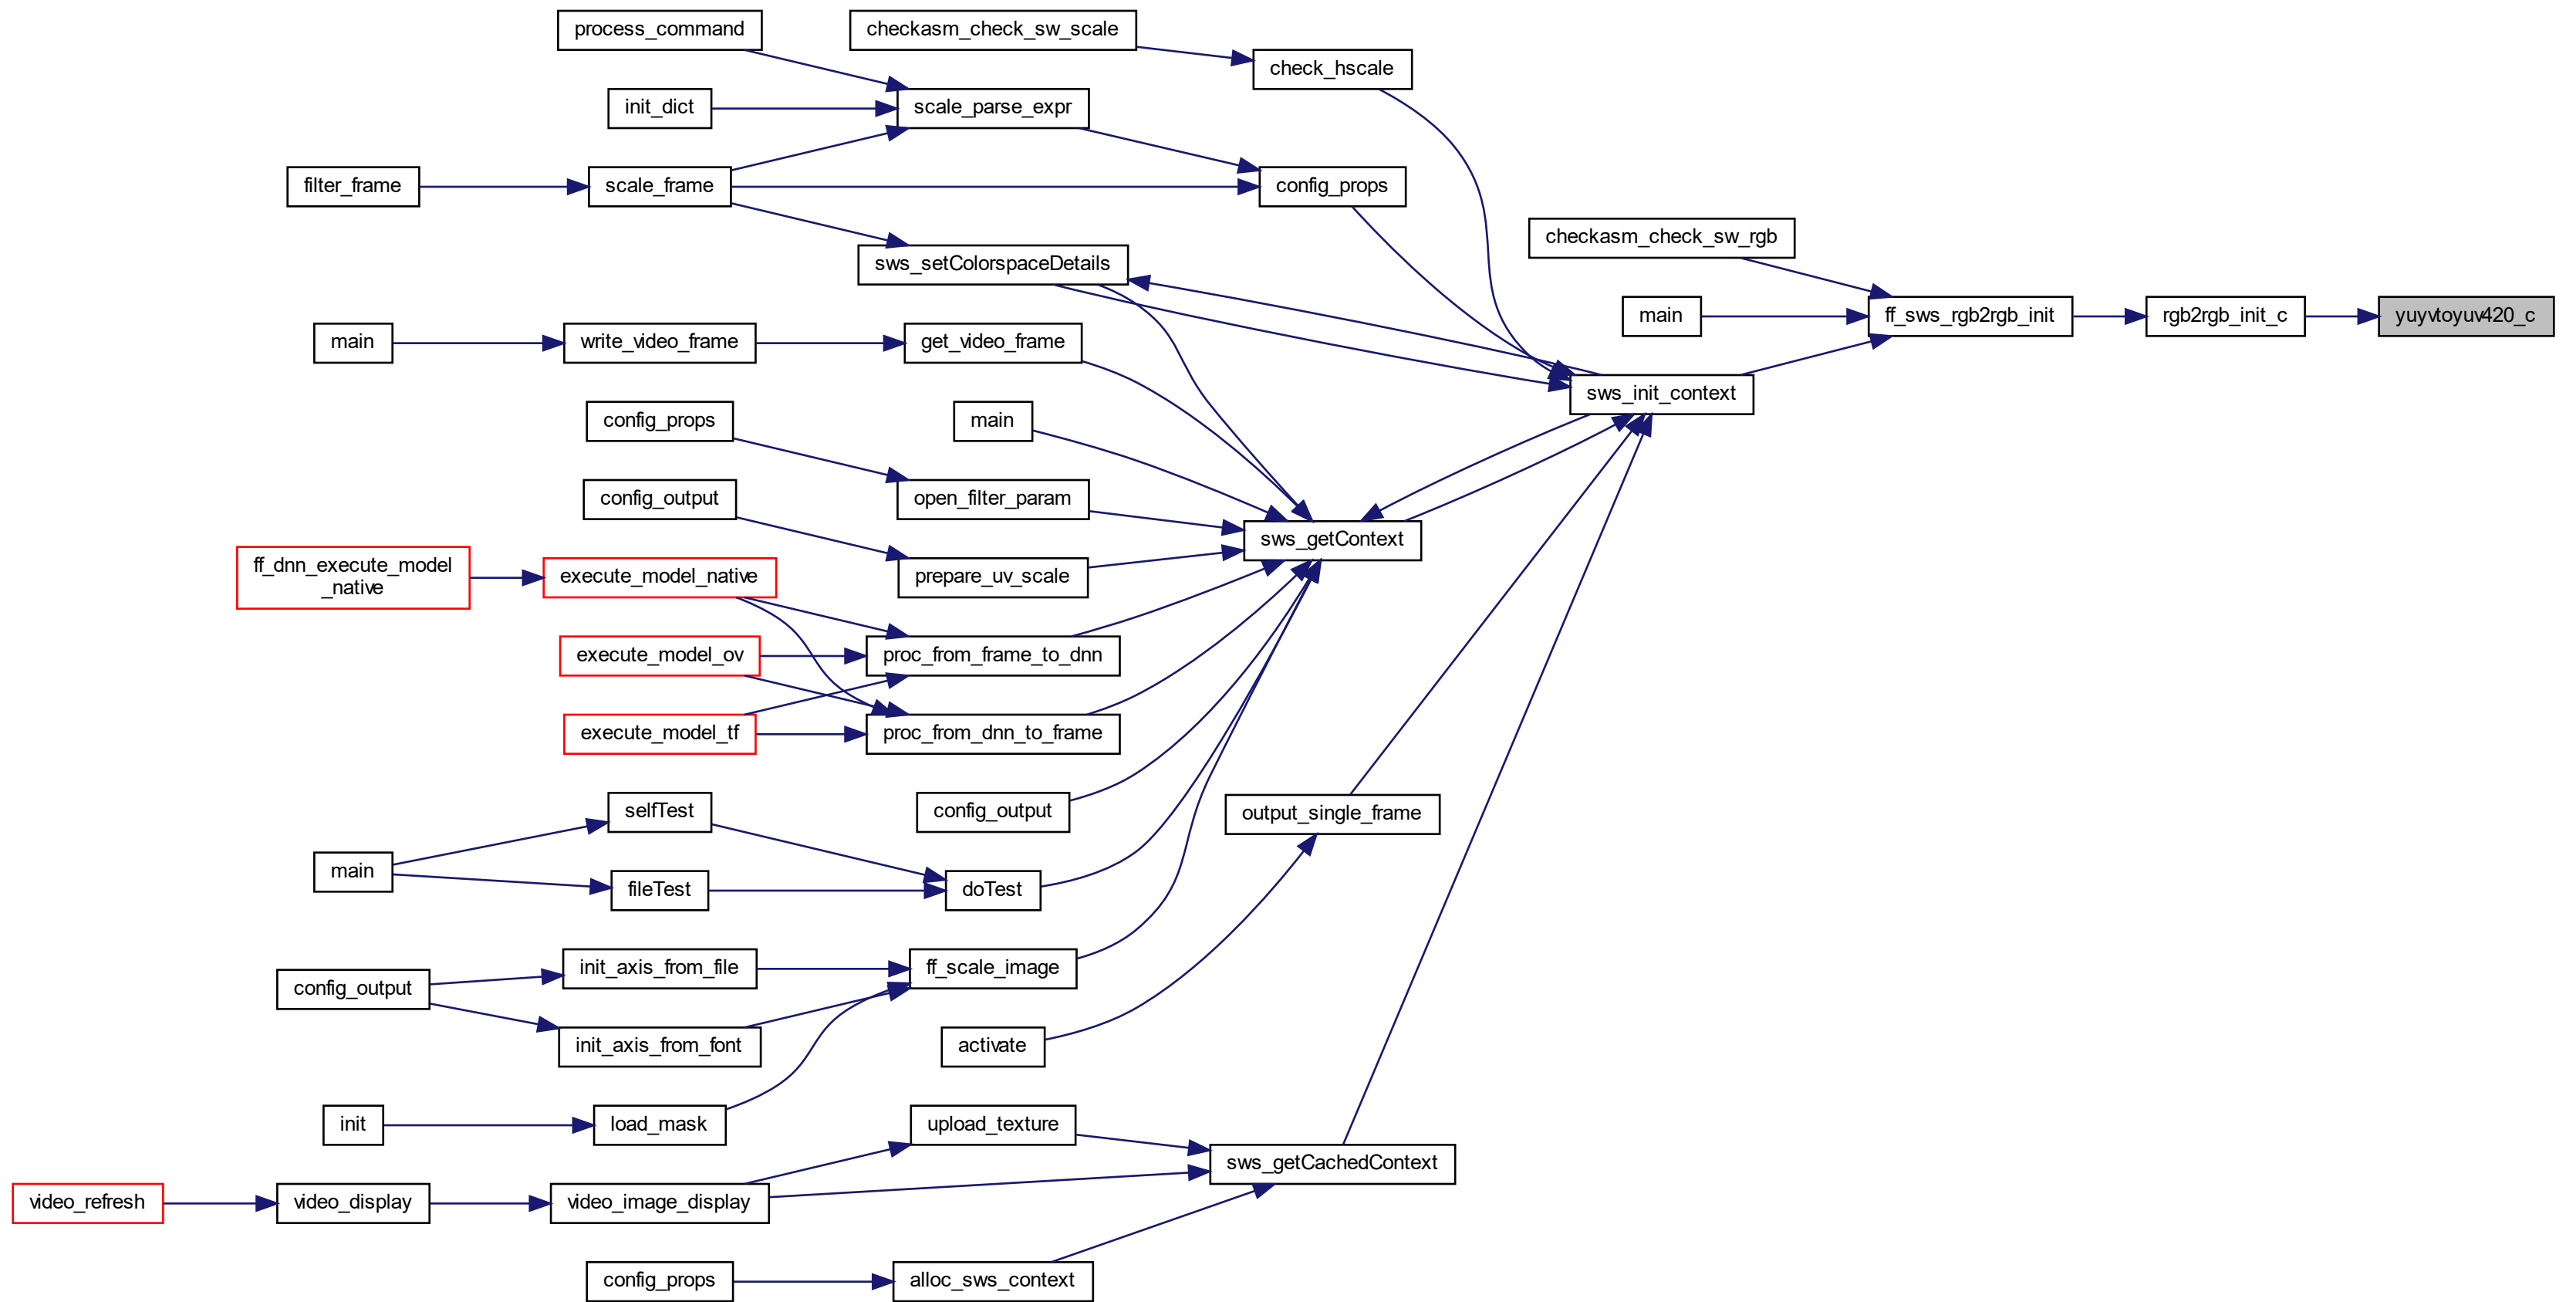 process_command
checkasm_check_sw_scale
check_hscale
init_dict
scale_parse_expr
filter_frame
scale_frame
config_props
checkasm_check_sw_rgb
sws_setColorspaceDetails
main
ff_sws_rgb2rgb_init
rgb2rgb_init_c
yuyvtoyuv420_c
main
write_video_frame
get_video_frame
sws_init_context
config_props
main
config_output
open_filter_param
sws_getContext
ff_dnn_execute_model
_native
execute_model_native
prepare_uv_scale
execute_model_ov
proc_from_frame_to_dnn
execute_model_tf
proc_from_dnn_to_frame
selfTest
config_output
output_single_frame
main
fileTest
doTest
config_output
init_axis_from_file
ff_scale_image
init_axis_from_font
activate
init
load_mask
upload_texture
sws_getCachedContext
video_refresh
video_display
video_image_display
config_props
alloc_sws_context